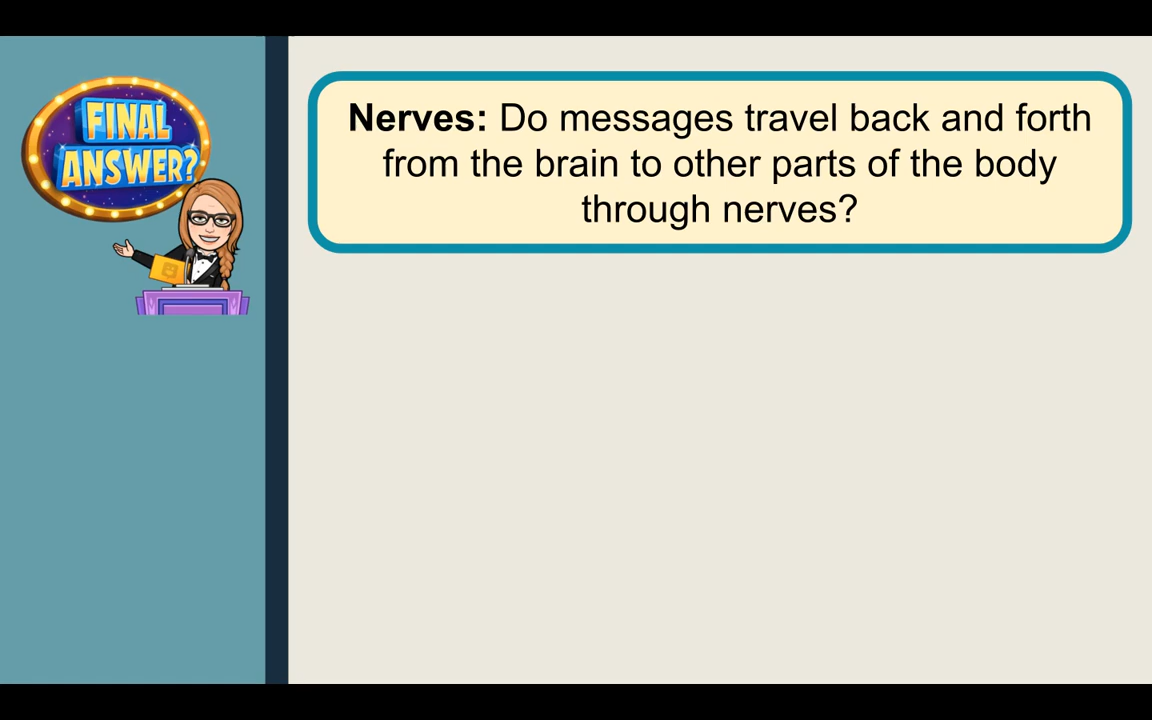 FINAL
ANSWER?
Nerves: Do messages travel back and forth
from the brain to other parts of the body
through nerves?